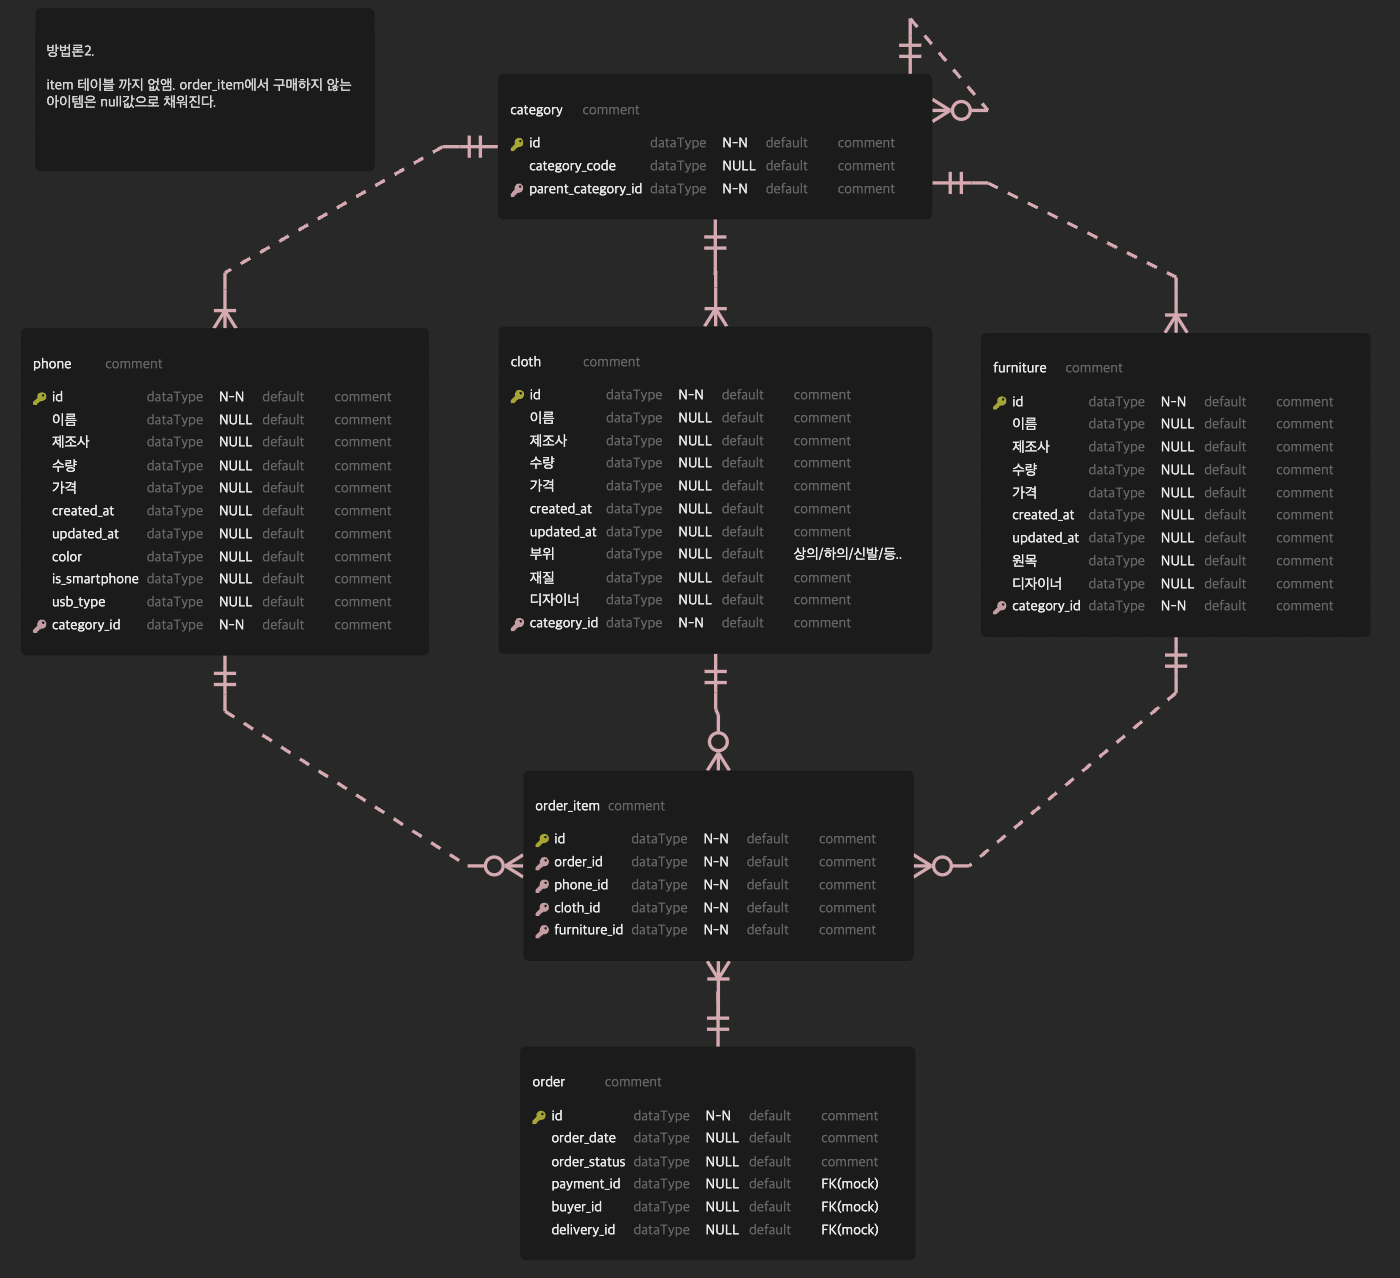 방법론2.
item 테이블 까지 없앰. order_item에서 구매하지 않는
아이템은 null값으로 채워진다.
category comment
id dataType N-N default comment
category_code dataType NULL default comment
parent_category_id dataType N-N default comment
phone comment
id dataType N-N default comment
이름 dataType NULL default comment
제조사 dataType NULL default comment
수량 dataType NULL default comment
가격 dataType NULL default comment
created_at dataType NULL default comment
updated_at dataType NULL default comment
color dataType NULL default comment
is_smartphone dataType NULL default comment
usb_type dataType NULL default comment
category_id dataType N-N default comment
cloth comment
id dataType N-N default comment
이름 dataType NULL default comment
제조사 dataType NULL default comment
수량 dataType NULL default comment
가격 dataType NULL default comment
created_at dataType NULL default comment
updated_at dataType NULL default comment
부위 dataType NULL default 상의/하의/신발/등..
재질 dataType NULL default comment
디자이너 dataType NULL default comment
category_id dataType N-N default comment
furniture comment
id dataType N-N default comment
이름 dataType NULL default comment
제조사 dataType NULL default comment
수량 dataType NULL default comment
가격 dataType NULL default comment
created_at dataType NULL default comment
updated_at dataType NULL default comment
원목 dataType NULL default comment
디자이너 dataType NULL default comment
category_id dataType N-N default comment
order_item comment
id dataType N-N default comment
order_id dataType N-N default comment
phone_id dataType N-N default comment
cloth_id dataType N-N default comment
furniture_id dataType N-N default comment
order comment
id dataType N-N default comment
order_date dataType NULL default comment
order_status dataType NULL default comment
payment_id dataType NULL default FK(mock)
buyer_id dataType NULL default FK(mock)
delivery_id dataType NULL default FK(mock)